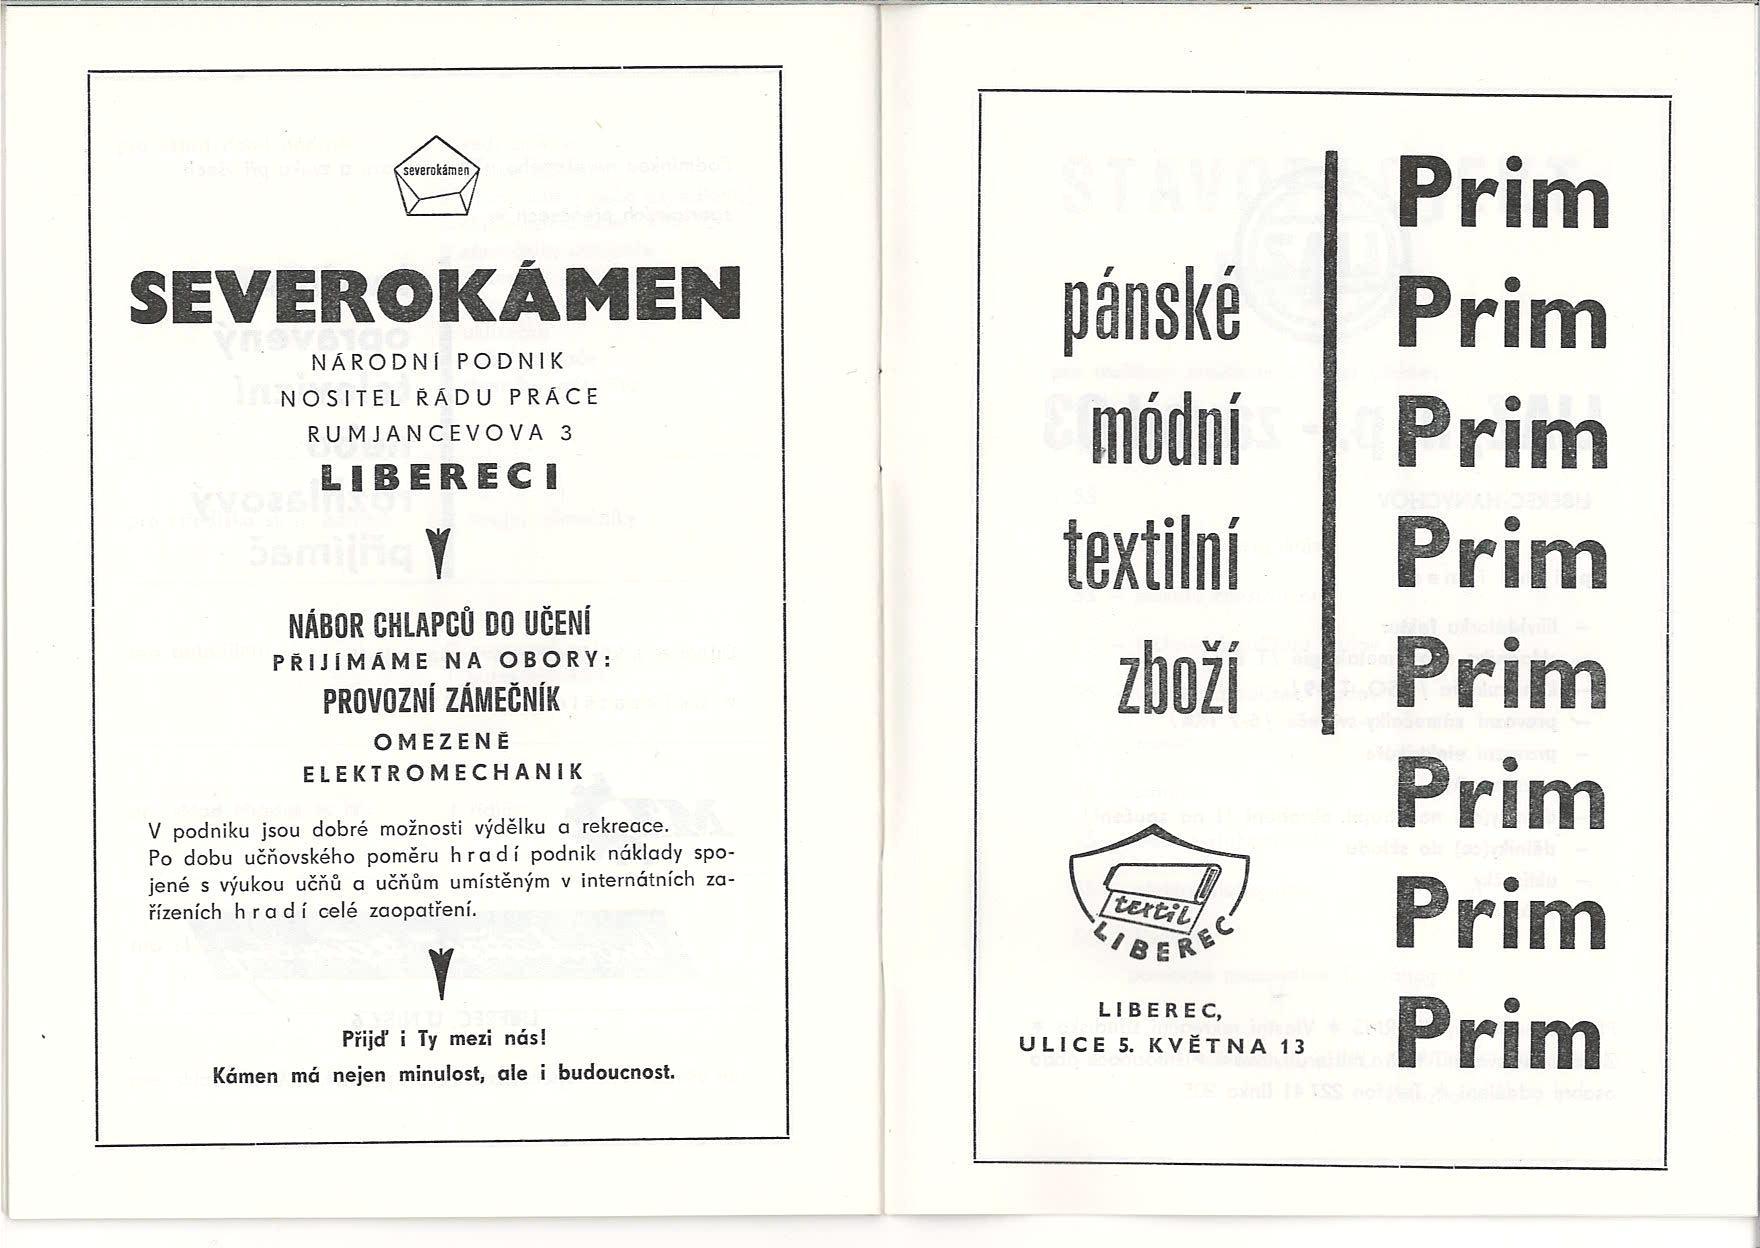 severokámen
SEVEROKÁMEN
NÁRODNÍ PODNIK
NOSITEL ŘÁDU PRÁCE
RUMJANCEVOVA 3
LIBEREC I
NÁBOR CHLAPCŮ DO UČENÍ
PŘIJÍMÁME NA OBORY:
PROVOZNÍ ZÁMEČNÍK
OMEZENĚ
ELEKTROMECHANIK
V podniku jsou dobré možnosti výdělku a rekreace.
Po dobu učňovského poměru hradí podnik náklady spo-
jené s výukou učňů a učňům umístěným v internátních za-
řízeních hradí celé zaopatření.
Přijď i Ty mezi nás!
Kámen má nejen minulost, ale i budoucnost.
pánské
módní
textilní
zboží
Prim
Prim
Prim
Prim
Prim
Prim
Prim
Prim
textil
LIBEREC
LIBEREC,
ULICE 5. KVĚTNA 13